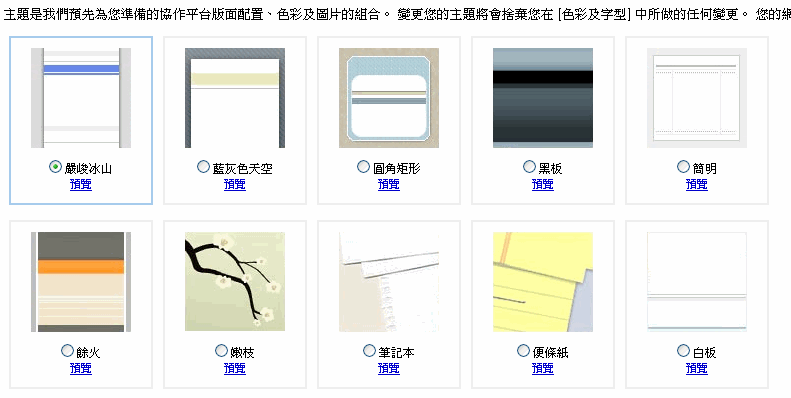 主題是我們預先為您準備的協作平台版面配置、色彩及圖片的組合。 變更您的主題將會捨棄您在 [色彩及字型] 中所做的任何變更。 您的網
嚴峻冰山
預覽
藍灰色天空
預覽
圓角矩形
預覽
黑板
預覽
簡明
預覽
餘火
預覽
嫩枝
預覽
筆記本
預覽
便條紙
預覽
白板
預覽